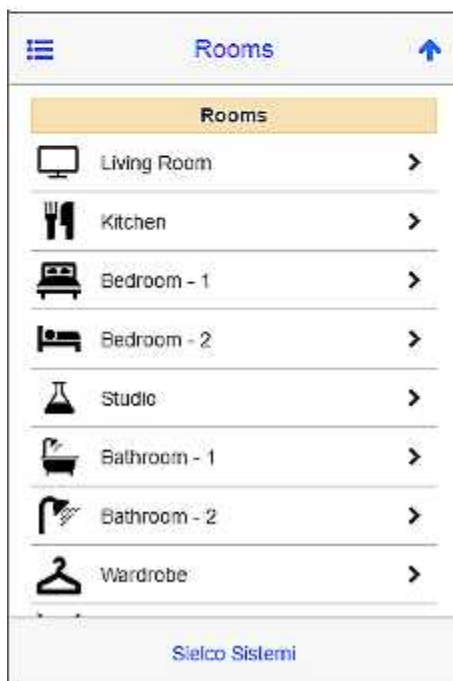 Rooms
Rooms
Living Room
Kitchen
Bedroom - 1
Bedroom - 2
Studio
Bathroom - 1
Bathroom - 2
Wardrobe
Sielco Sistemi